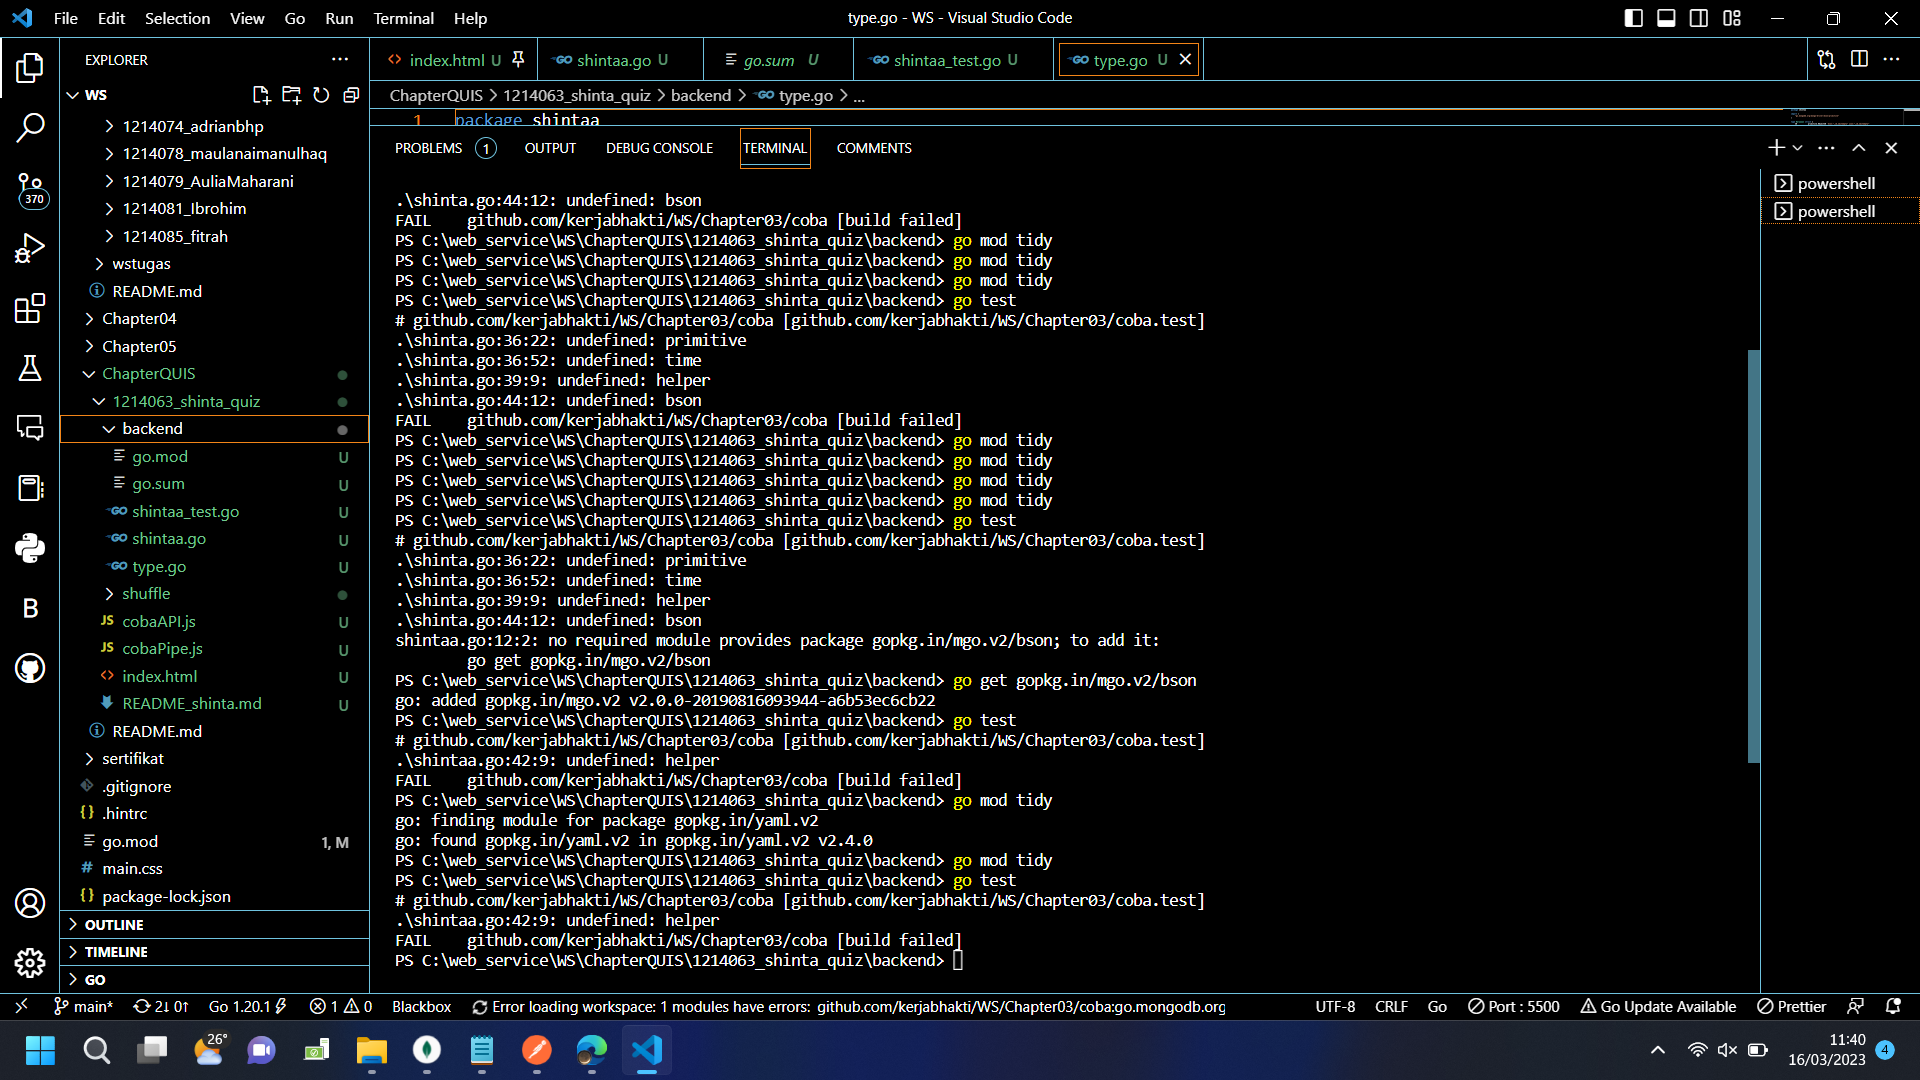 File Edit Selection View Go Run Terminal Help
type.go - WS - Visual Studio Code
EXPLORER
WS
1214074_adrianbhp
1214078_maulanaimanulhaq
1214079_AuliaMaharani
1214081_Ibrohim
1214085_fitrah
wstugas
README.md
Chapter04
Chapter05
ChapterQUIS
1214063_shinta_quiz
backend
go.mod U
go.sum U
shintaa_test.go U
shintaa.go U
type.go U
shuffle
JS cobaAPI.js U
JS cobaPipe.js U
index.html U
README_shinta.md U
README.md
sertifikat
.gitignore
.hintrc
go.mod 1, M
# main.css
package-lock.json
OUTLINE
TIMELINE
GO
370
B
index.html U
shintaa.go U
go.sum U
shintaa_test.go U
type.go U
ChapterQUIS > 1214063_shinta_quiz > backend > type.go > ...
1 package shintaa
PROBLEMS 1 OUTPUT DEBUG CONSOLE TERMINAL COMMENTS
powershell
powershell
.\shinta.go:44:12: undefined: bson
FAIL github.com/kerjabhakti/WS/Chapter03/coba [build failed]
PS C:\web_service\WS\ChapterQUIS\1214063_shinta_quiz\backend> go mod tidy
PS C:\web_service\WS\ChapterQUIS\1214063_shinta_quiz\backend> go mod tidy
PS C:\web_service\WS\ChapterQUIS\1214063_shinta_quiz\backend> go mod tidy
PS C:\web_service\WS\ChapterQUIS\1214063_shinta_quiz\backend> go test
# github.com/kerjabhakti/WS/Chapter03/coba [github.com/kerjabhakti/WS/Chapter03/coba.test]
.\shinta.go:36:22: undefined: primitive
.\shinta.go:36:52: undefined: time
.\shinta.go:39:9: undefined: helper
.\shinta.go:44:12: undefined: bson
FAIL github.com/kerjabhakti/WS/Chapter03/coba [build failed]
PS C:\web_service\WS\ChapterQUIS\1214063_shinta_quiz\backend> go mod tidy
PS C:\web_service\WS\ChapterQUIS\1214063_shinta_quiz\backend> go mod tidy
PS C:\web_service\WS\ChapterQUIS\1214063_shinta_quiz\backend> go mod tidy
PS C:\web_service\WS\ChapterQUIS\1214063_shinta_quiz\backend> go mod tidy
PS C:\web_service\WS\ChapterQUIS\1214063_shinta_quiz\backend> go test
# github.com/kerjabhakti/WS/Chapter03/coba [github.com/kerjabhakti/WS/Chapter03/coba.test]
.\shinta.go:36:22: undefined: primitive
.\shinta.go:36:52: undefined: time
.\shinta.go:39:9: undefined: helper
.\shinta.go:44:12: undefined: bson
shintaa.go:12:2: no required module provides package gopkg.in/mgo.v2/bson; to add it:
go get gopkg.in/mgo.v2/bson
PS C:\web_service\WS\ChapterQUIS\1214063_shinta_quiz\backend> go get gopkg.in/mgo.v2/bson
go: added gopkg.in/mgo.v2 v2.0.0-20190816093944-a6b53ec6cb22
PS C:\web_service\WS\ChapterQUIS\1214063_shinta_quiz\backend> go test
# github.com/kerjabhakti/WS/Chapter03/coba [github.com/kerjabhakti/WS/Chapter03/coba.test]
.\shintaa.go:42:9: undefined: helper
FAIL github.com/kerjabhakti/WS/Chapter03/coba [build failed]
PS C:\web_service\WS\ChapterQUIS\1214063_shinta_quiz\backend> go mod tidy
go: finding module for package gopkg.in/yaml.v2
go: found gopkg.in/yaml.v2 in gopkg.in/yaml.v2 v2.4.0
PS C:\web_service\WS\ChapterQUIS\1214063_shinta_quiz\backend> go mod tidy
PS C:\web_service\WS\ChapterQUIS\1214063_shinta_quiz\backend> go test
# github.com/kerjabhakti/WS/Chapter03/coba [github.com/kerjabhakti/WS/Chapter03/coba.test]
.\shintaa.go:42:9: undefined: helper
FAIL github.com/kerjabhakti/WS/Chapter03/coba [build failed]
PS C:\web_service\WS\ChapterQUIS\1214063_shinta_quiz\backend>
main* 2↓ 0↑ Go 1.20.1 1 0 Blackbox Error loading workspace: 1 modules have errors: github.com/kerjabhakti/WS/Chapter03/coba:go.mongodb.org
UTF-8 CRLF Go Port : 5500 Go Update Available Prettier
26°
11:40
16/03/2023
4